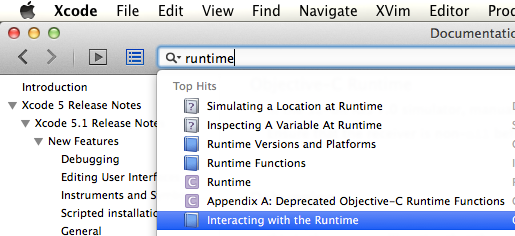 Xcode File Edit View Find Navigate XVim Editor Prod
Documentatio
runtime
Introduction
Xcode 5 Release Notes
Xcode 5.1 Release Note
New Features
Debugging
Editing User Interf
Instruments and S
Scripted installatio
General
Top Hits
? Simulating a Location at Runtime
? Inspecting A Variable At Runtime
Runtime Versions and Platforms
Runtime Functions
C Runtime
C Appendix A: Deprecated Objective-C Runtime Functions
Interacting with the Runtime